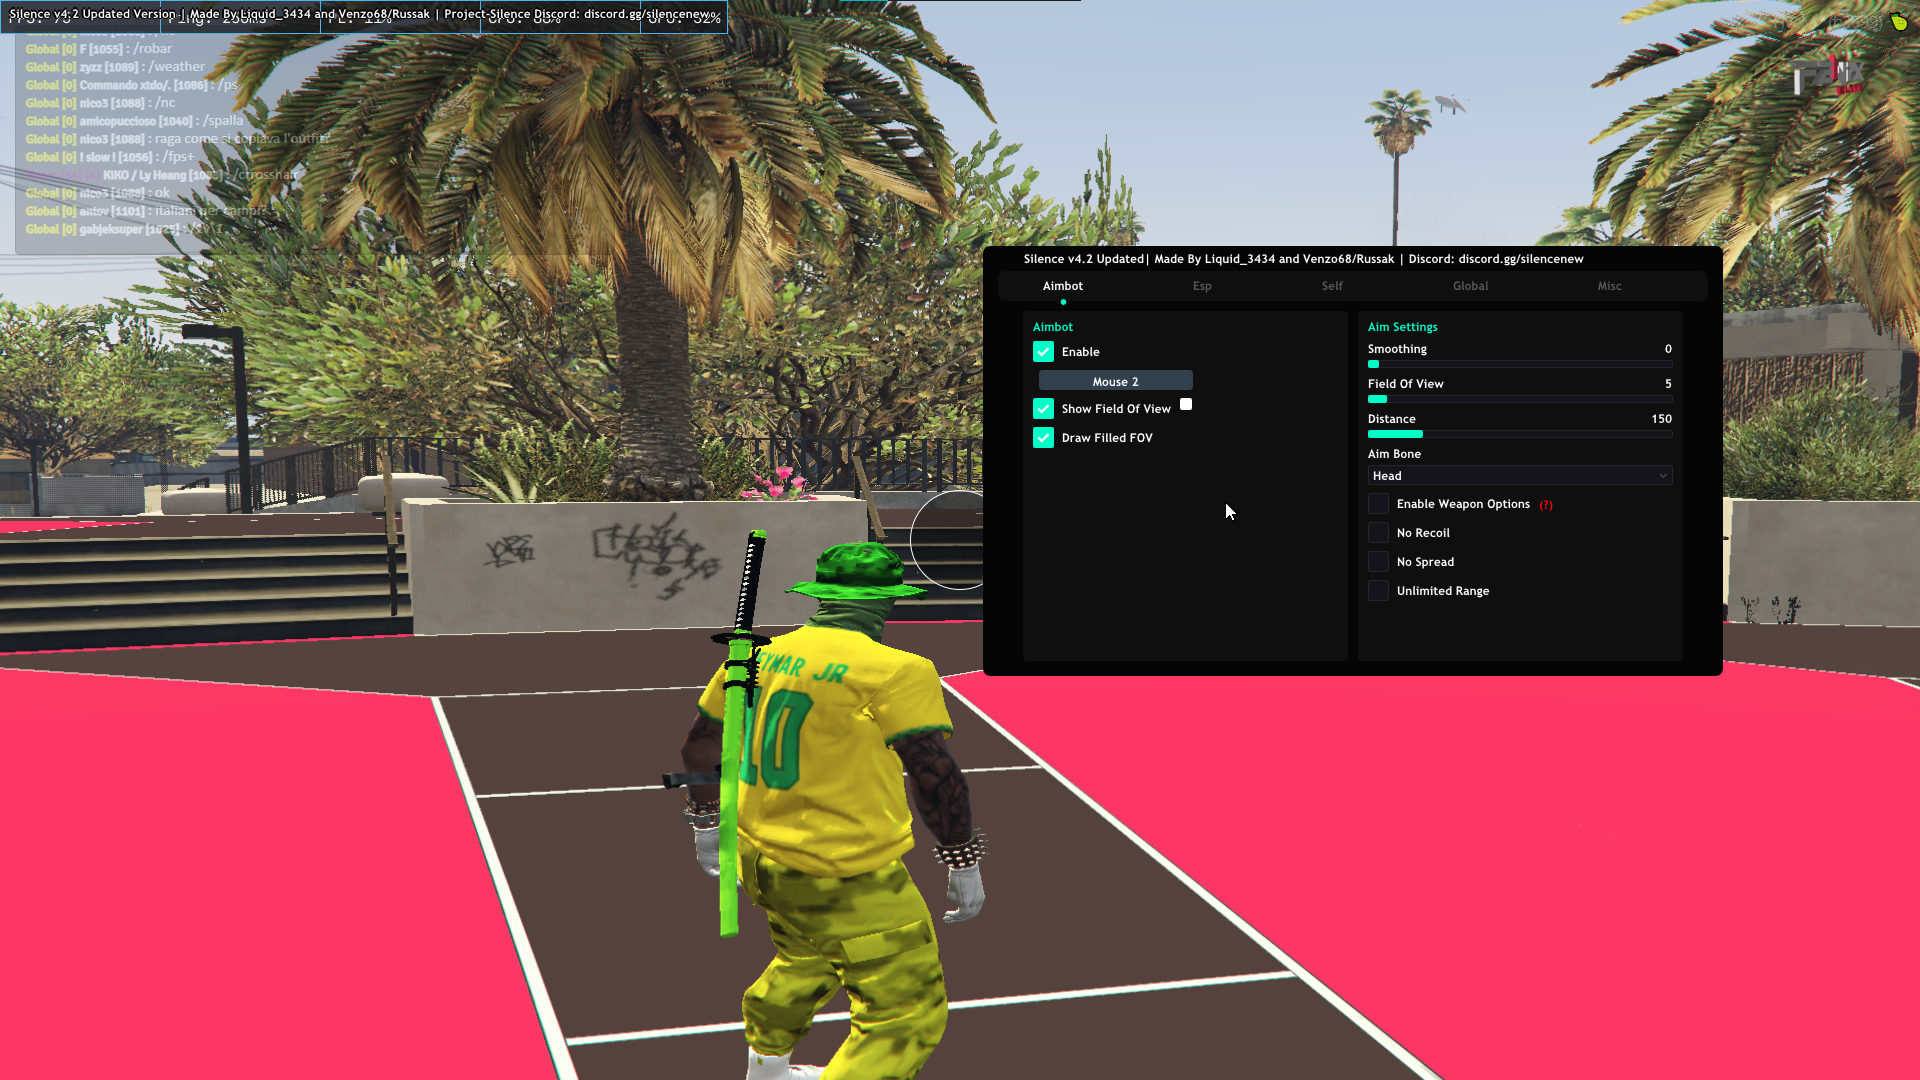 Silence v4.2 Updated Version | Made By Liquid_3434 and Venzo68/Russak | Project-Silence Discord: discord.gg/silencenew
Global [0] F [1055] : /robar
Global [0] zyzz [1089] : /weather
Global [0] Commando xtdo/. [1086] : /ps
Global [0] nico3 [1088] : /nc
Global [0] amicopuccioso [1040] : /spalla
Global [0] nico3 [1088] : raga come si copiava l'outfit?
Global [0] ! slow ! [1056] : /fps+
KIKO / Ly Heang : /crosshair
Global [0] nico3 [1088] : ok
Global [0] antov [1101] : italiani per campi?
Global [0] gabjeksuper
Silence v4.2 Updated| Made By Liquid_3434 and Venzo68/Russak | Discord: discord.gg/silencenew
Aimbot Esp Self Global Misc
Aimbot
Enable
Mouse 2
Show Field Of View
Draw Filled FOV
Aim Settings
Smoothing 0
Field Of View 5
Distance 150
Aim Bone
Head
Enable Weapon Options (?)
No Recoil
No Spread
Unlimited Range
EYMAR JR
10